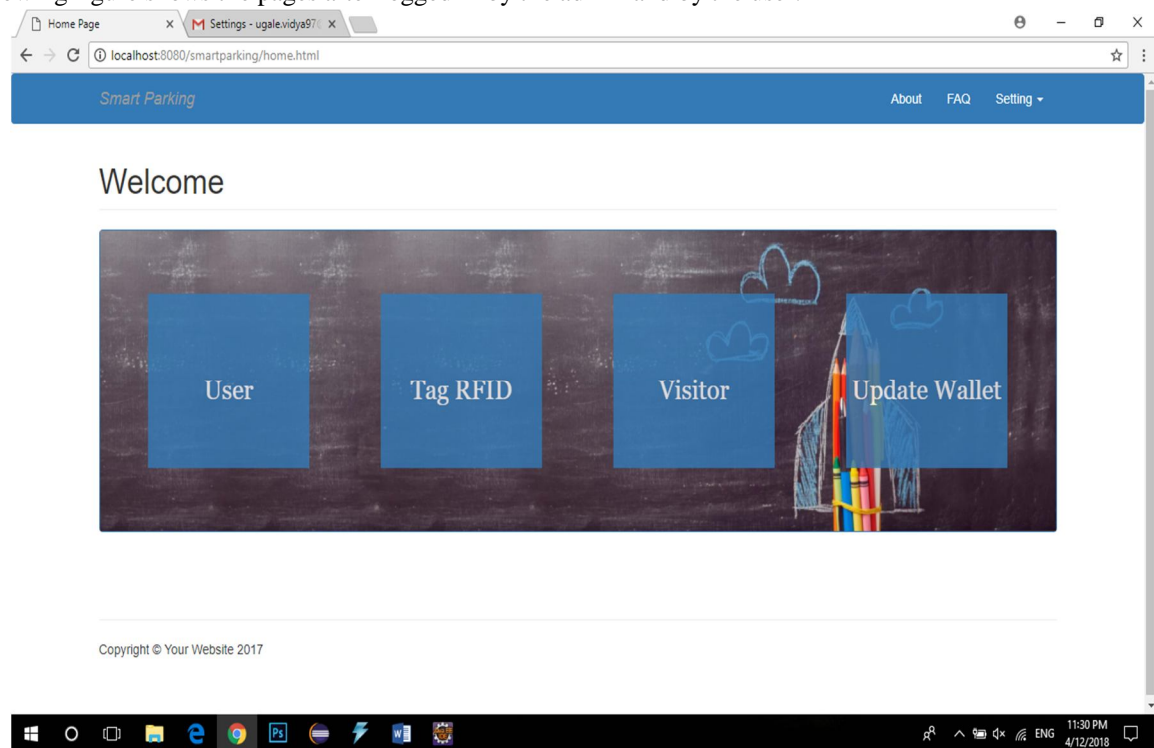 Home Page
Settings - ugale.vidya97
localhost:8080/smartparking/home.html
Smart Parking
About FAQ Setting
Welcome
User Tag RFID Visitor Update Wallet
Copyright © Your Website 2017
ENG
11:30 PM
4/12/2018